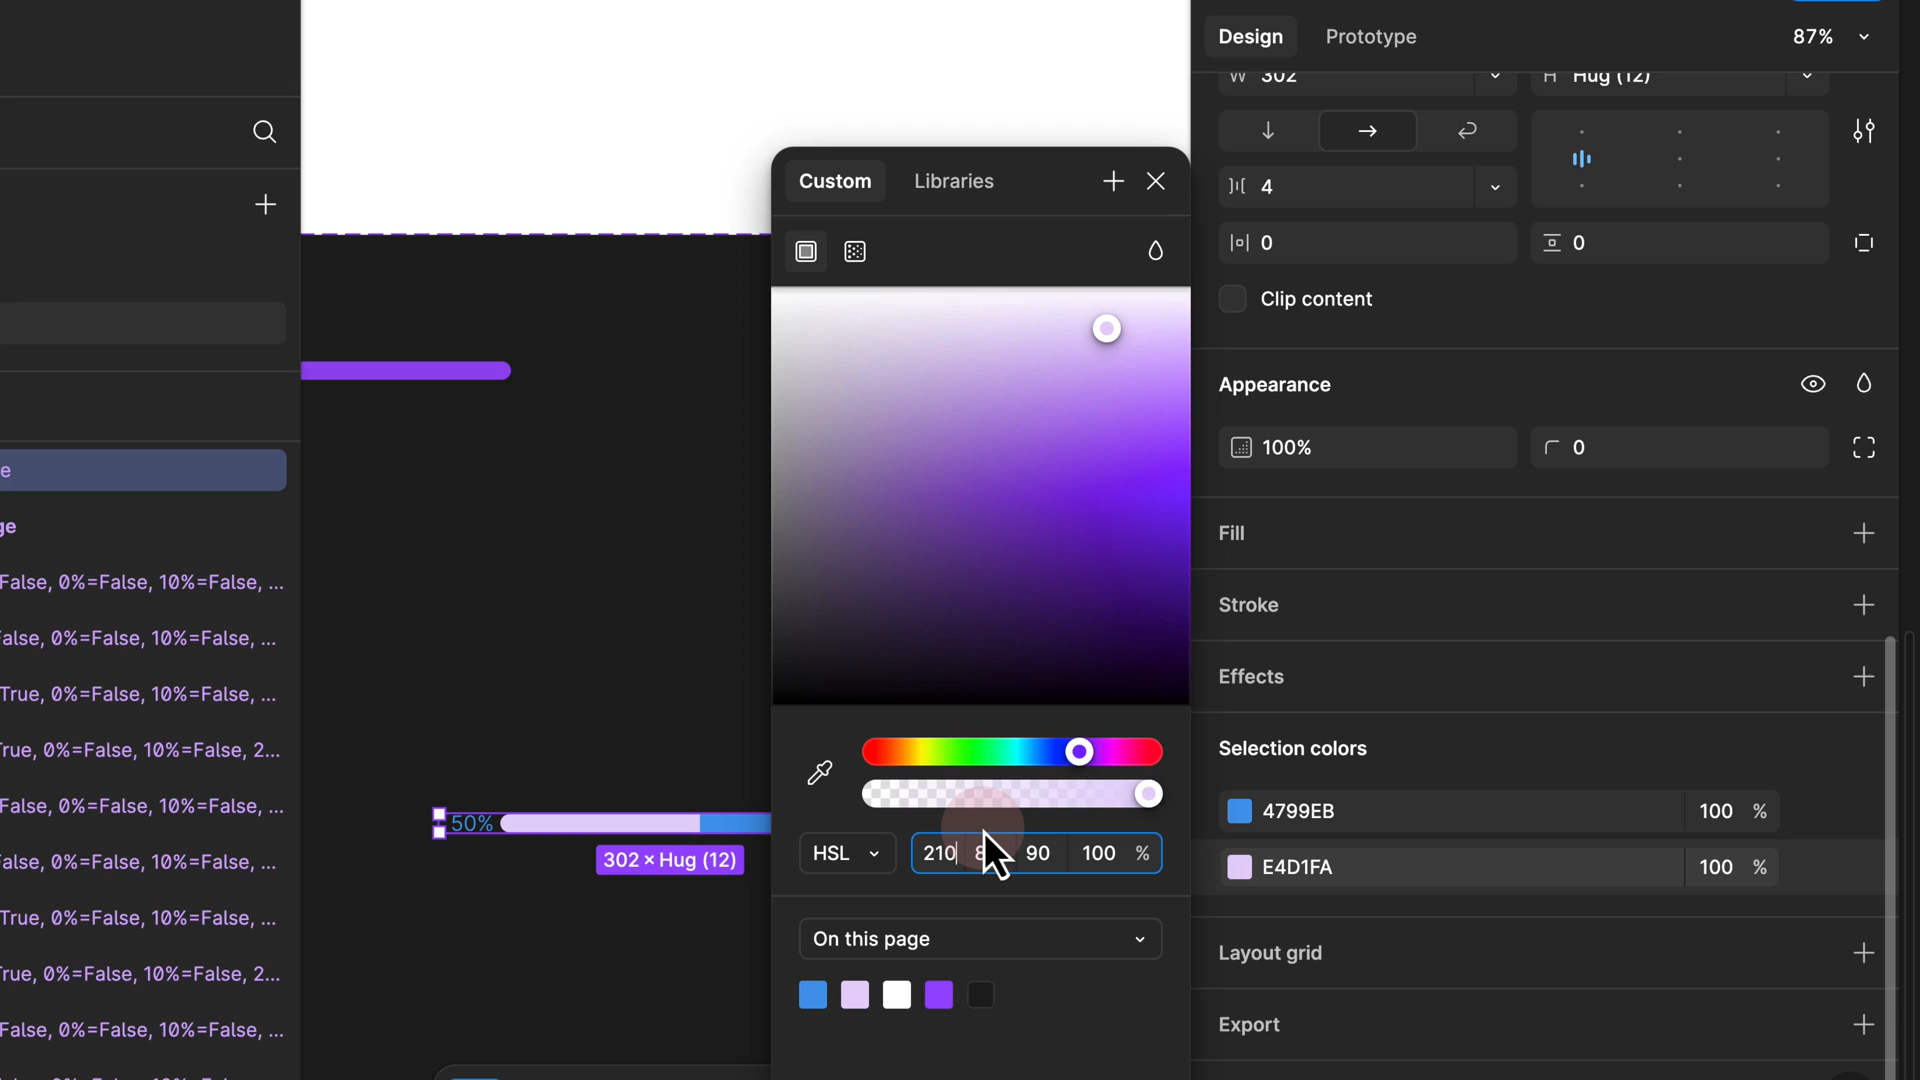 Design
Prototype
87%
W 302
H Hug (12)
Custom
Libraries
4
0
0
Clip content
Appearance
100%
0
e
ge
Fill
False, 0%=False, 10%=False, ...
Stroke
alse, 0%=False, 10%=False, ...
Effects
True, 0%=False, 10%=False, ...
rue, 0%=False, 10%=False, 2...
Selection colors
False, 0%=False, 10%=False, ...
4799EB 100 %
50%
302 × Hug (12)
HSL 210 90 100 %
E4D1FA 100 %
False, 0%=False, 10%=False, ...
True, 0%=False, 10%=False, ...
On this page
Layout grid
rue, 0%=False, 10%=False, 2...
False, 0%=False, 10%=False, ...
Export